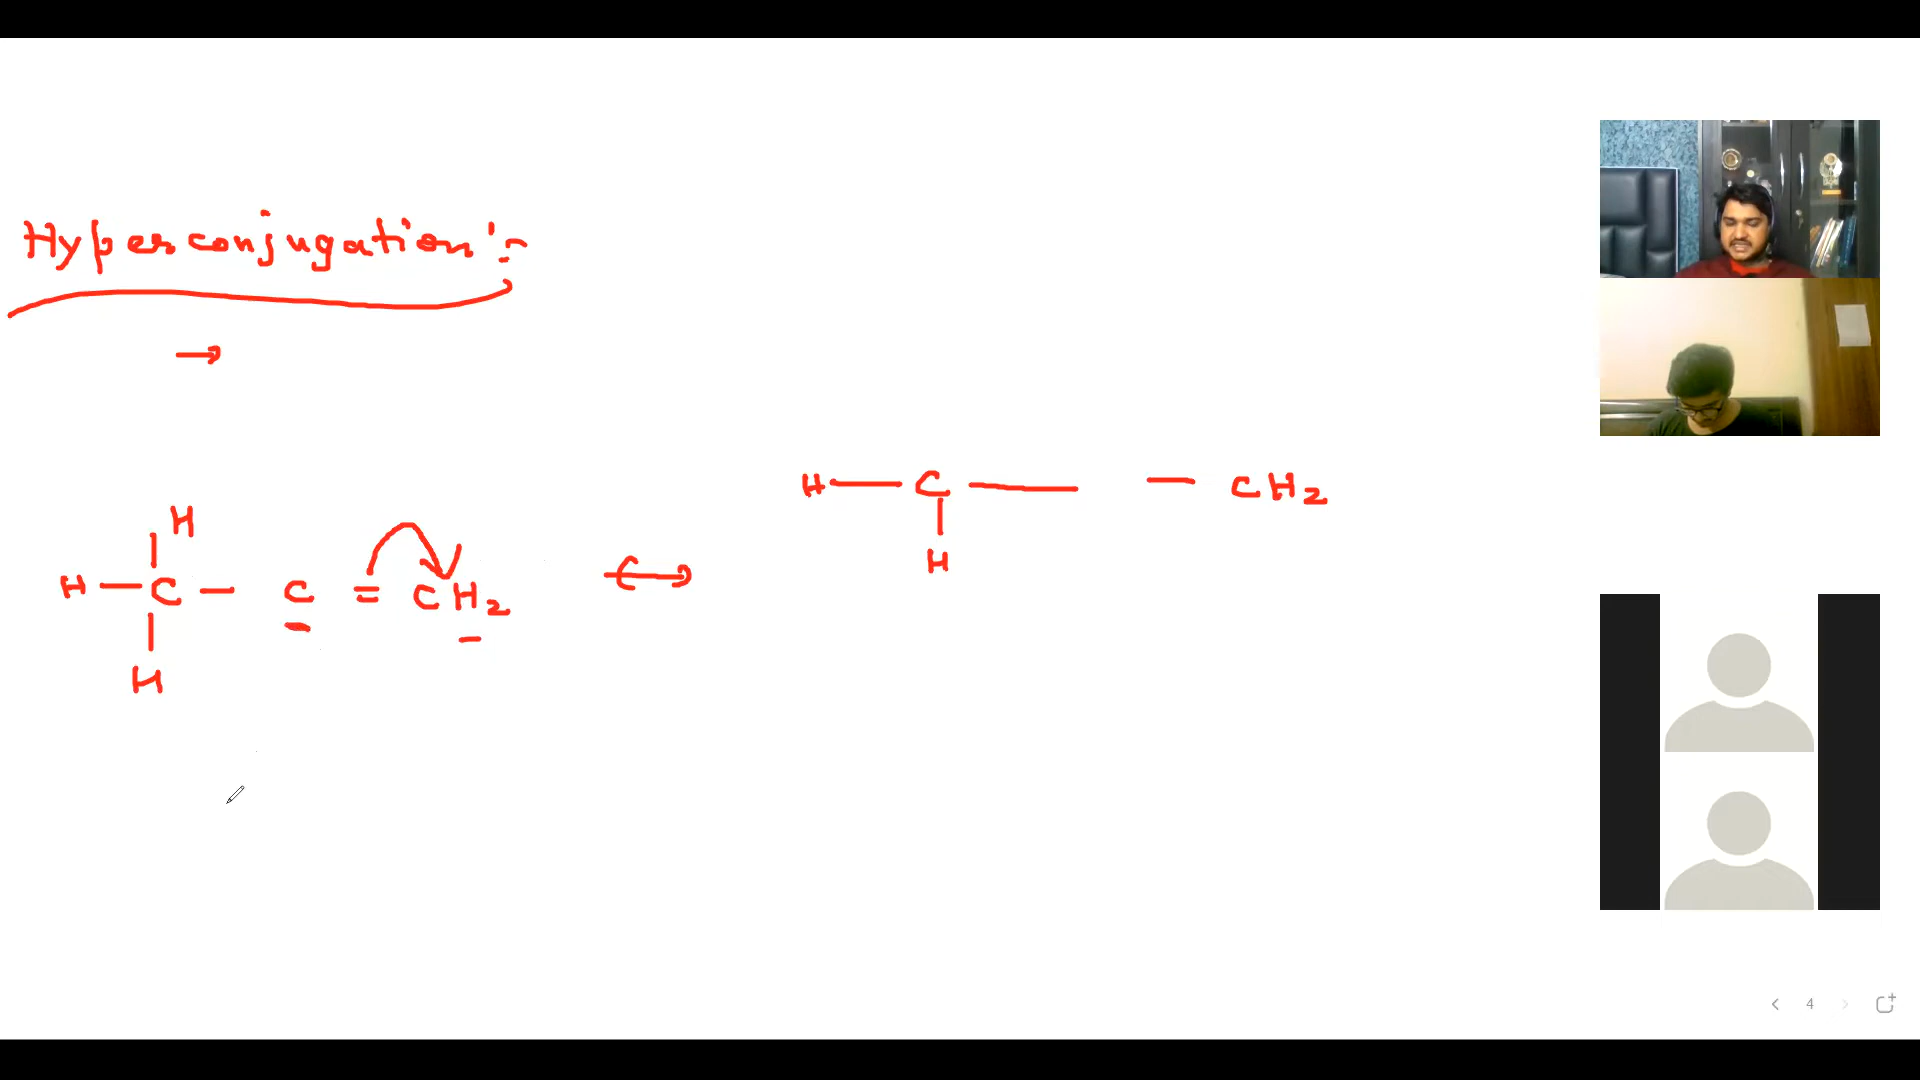 Hyperconjugation :-
→
H — C — — CH2
H
H
H — C — C = CH2 ↔
H
4